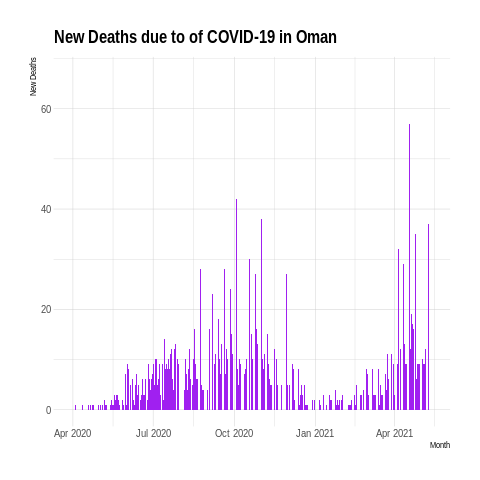 New Deaths due to of COVID-19 in Oman
New Deaths
60
40
20
0
Apr 2020 Jul 2020 Oct 2020 Jan 2021 Apr 2021
Month